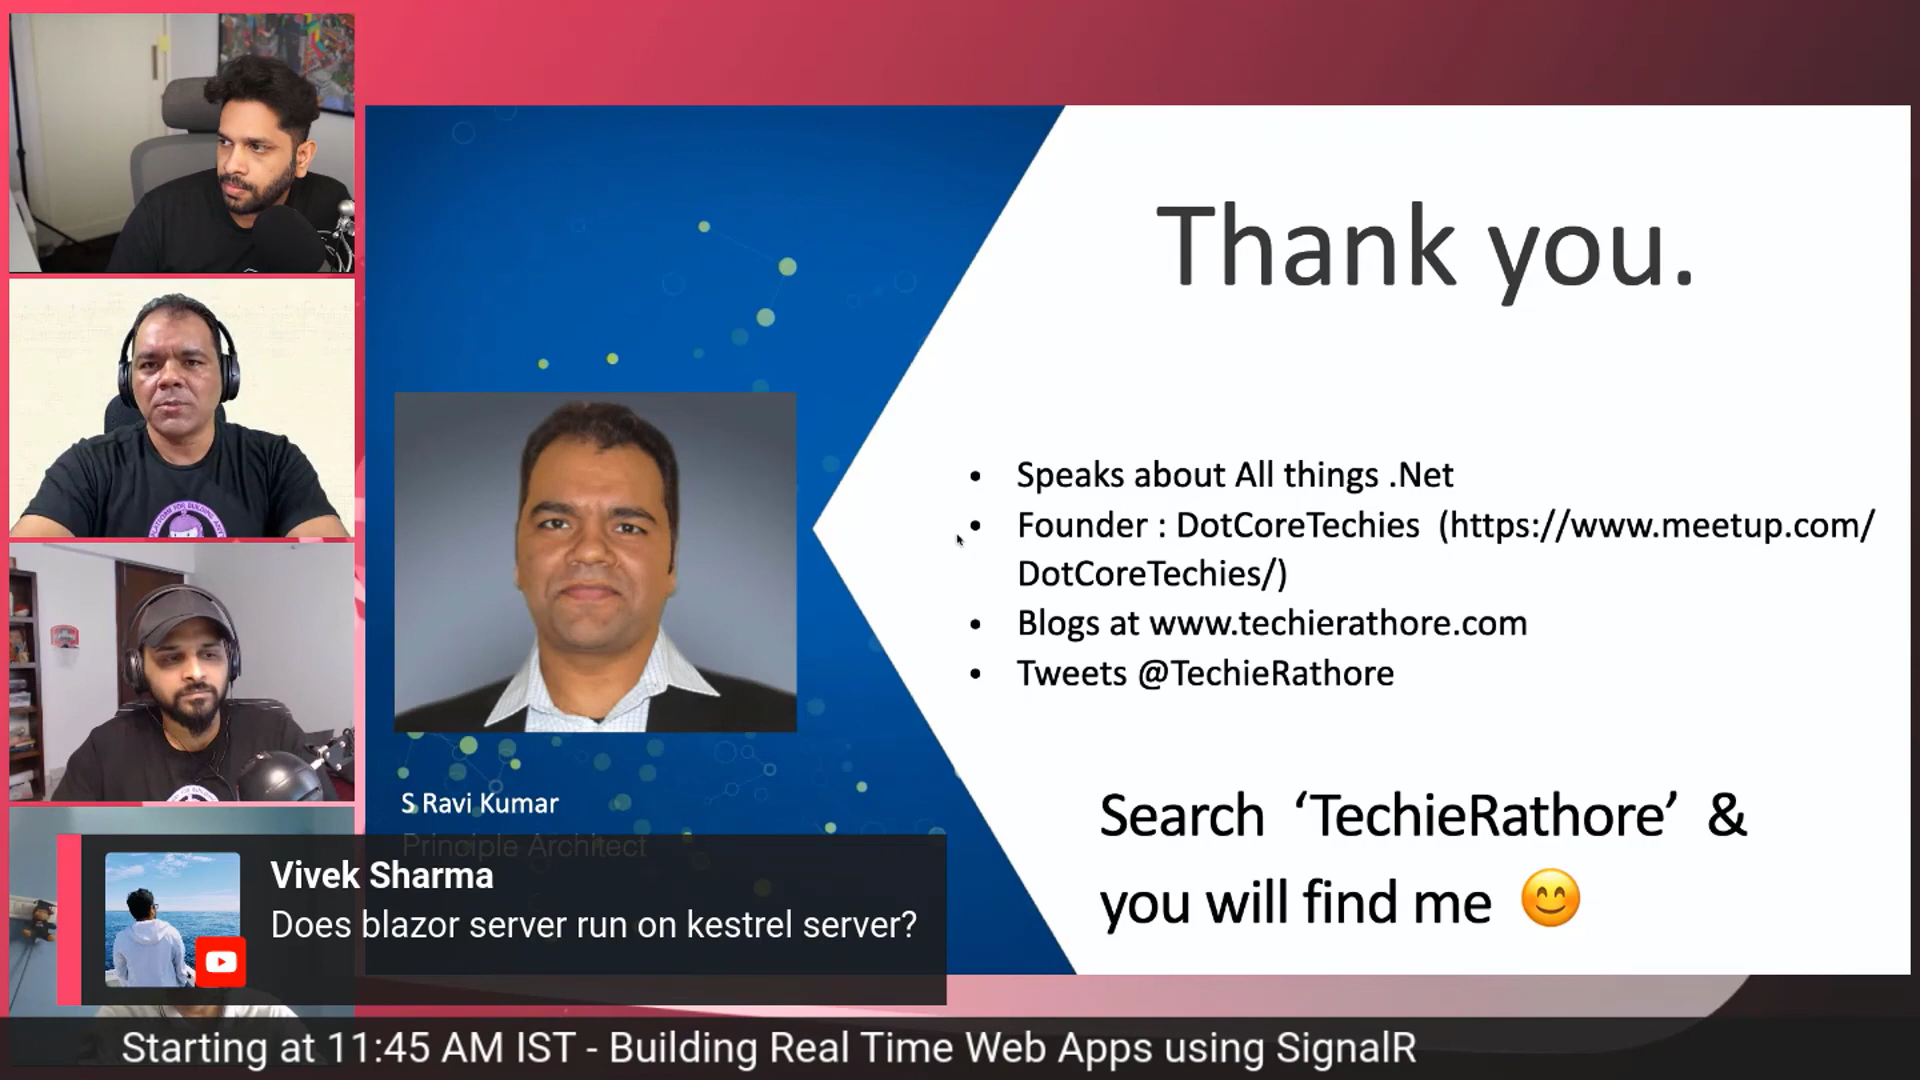 Thank you.
• Speaks about All things .Net
• Founder : DotCoreTechies (https://www.meetup.com/
DotCoreTechies/)
• Blogs at www.techierathore.com
• Tweets @TechieRathore
S Ravi Kumar
Principle Architect
Search ‘TechieRathore’ &
you will find me 😊
Vivek Sharma
Does blazor server run on kestrel server?
Starting at 11:45 AM IST - Building Real Time Web Apps using SignalR